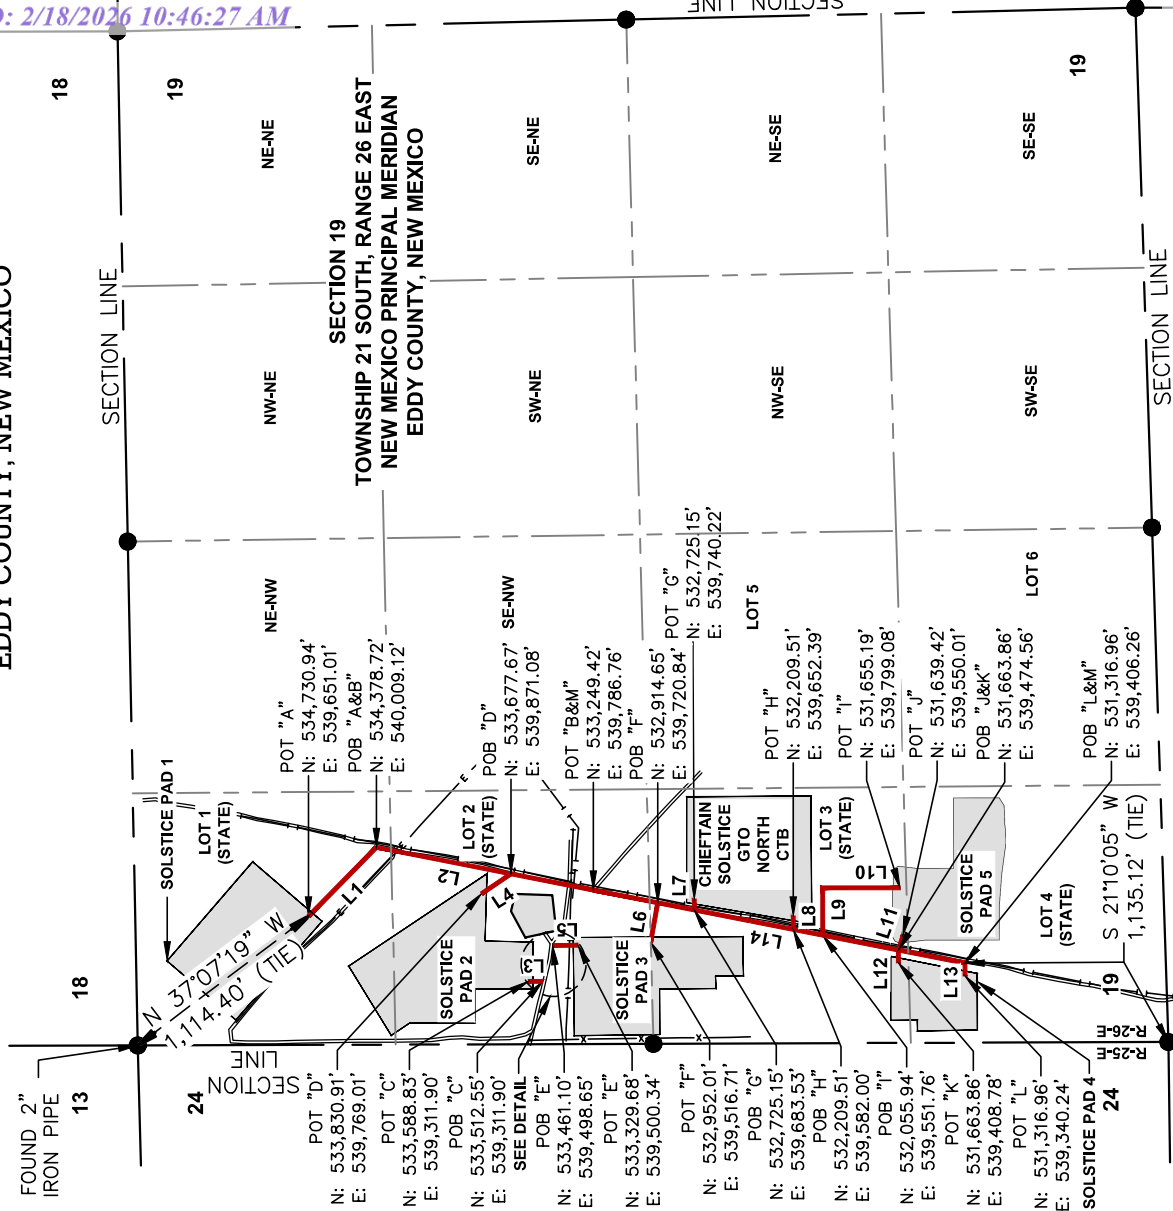 D: 2/18/2026 10:46:27 AM
EDDY COUNTY, NEW MEXICO
SECTION LINE
18
19
19
NE-NE
SE-NE
NE-SE
SE-SE
SECTION 19
TOWNSHIP 21 SOUTH, RANGE 26 EAST
NEW MEXICO PRINCIPAL MERIDIAN
EDDY COUNTY, NEW MEXICO
SECTION LINE
SECTION LINE
NW-NE
SW-NE
NW-SE
SW-SE
NE-NW
SE-NW
LOT 5
LOT 6
POT "A"
N: 534,730.94'
E: 539,651.01'
POB "A&B"
N: 534,378.72'
E: 540,009.12'
POB "D"
N: 533,677.67'
E: 539,871.08'
POT "B&M"
N: 533,249.42'
E: 539,786.76'
POB "F"
N: 532,914.65'
E: 539,720.84'
POT "G"
N: 532,725.15'
E: 539,740.22'
POT "H"
N: 532,209.51'
E: 539,652.39'
POT "I"
N: 531,655.19'
E: 539,799.08'
POT "J"
N: 531,639.42'
E: 539,550.01'
POB "J&K"
N: 531,663.86'
E: 539,474.56'
POB "L&M"
N: 531,316.96'
E: 539,406.26'
SOLSTICE PAD 1
LOT 1
(STATE)
LOT 2
(STATE)
CHIEFTAIN
SOLSTICE
GTO
NORTH
CTB
LOT 3
(STATE)
SOLSTICE
PAD 5
LOT 4
(STATE)
S 21°10'05" W
1,135.12' (TIE)
L1
L2
L3
L4
L5
L6
L7
L8
L9
L10
L11
L12
L13
L14
SOLSTICE
PAD 2
SOLSTICE
PAD 3
N 37°07'19" W
1,114.40' (TIE)
18
19
R-26-E
R-25-E
SECTION
LINE
FOUND 2"
IRON PIPE
13
24
24
POT "D"
N: 533,830.91'
E: 539,769.01'
POT "C"
N: 533,588.83'
E: 539,311.90'
POB "C"
N: 533,512.55'
E: 539,311.90'
SEE DETAIL
POB "E"
N: 533,461.10'
E: 539,498.65'
POT "E"
N: 533,329.68'
E: 539,500.34'
POT "F"
N: 532,952.01'
E: 539,516.71'
POB "G"
N: 532,725.15'
E: 539,683.53'
POB "H"
N: 532,209.51'
E: 539,582.00'
POB "I"
N: 532,055.94'
E: 539,551.76'
POT "K"
N: 531,663.86'
E: 539,408.78'
POT "L"
N: 531,316.96'
E: 539,340.24'
SOLSTICE PAD 4